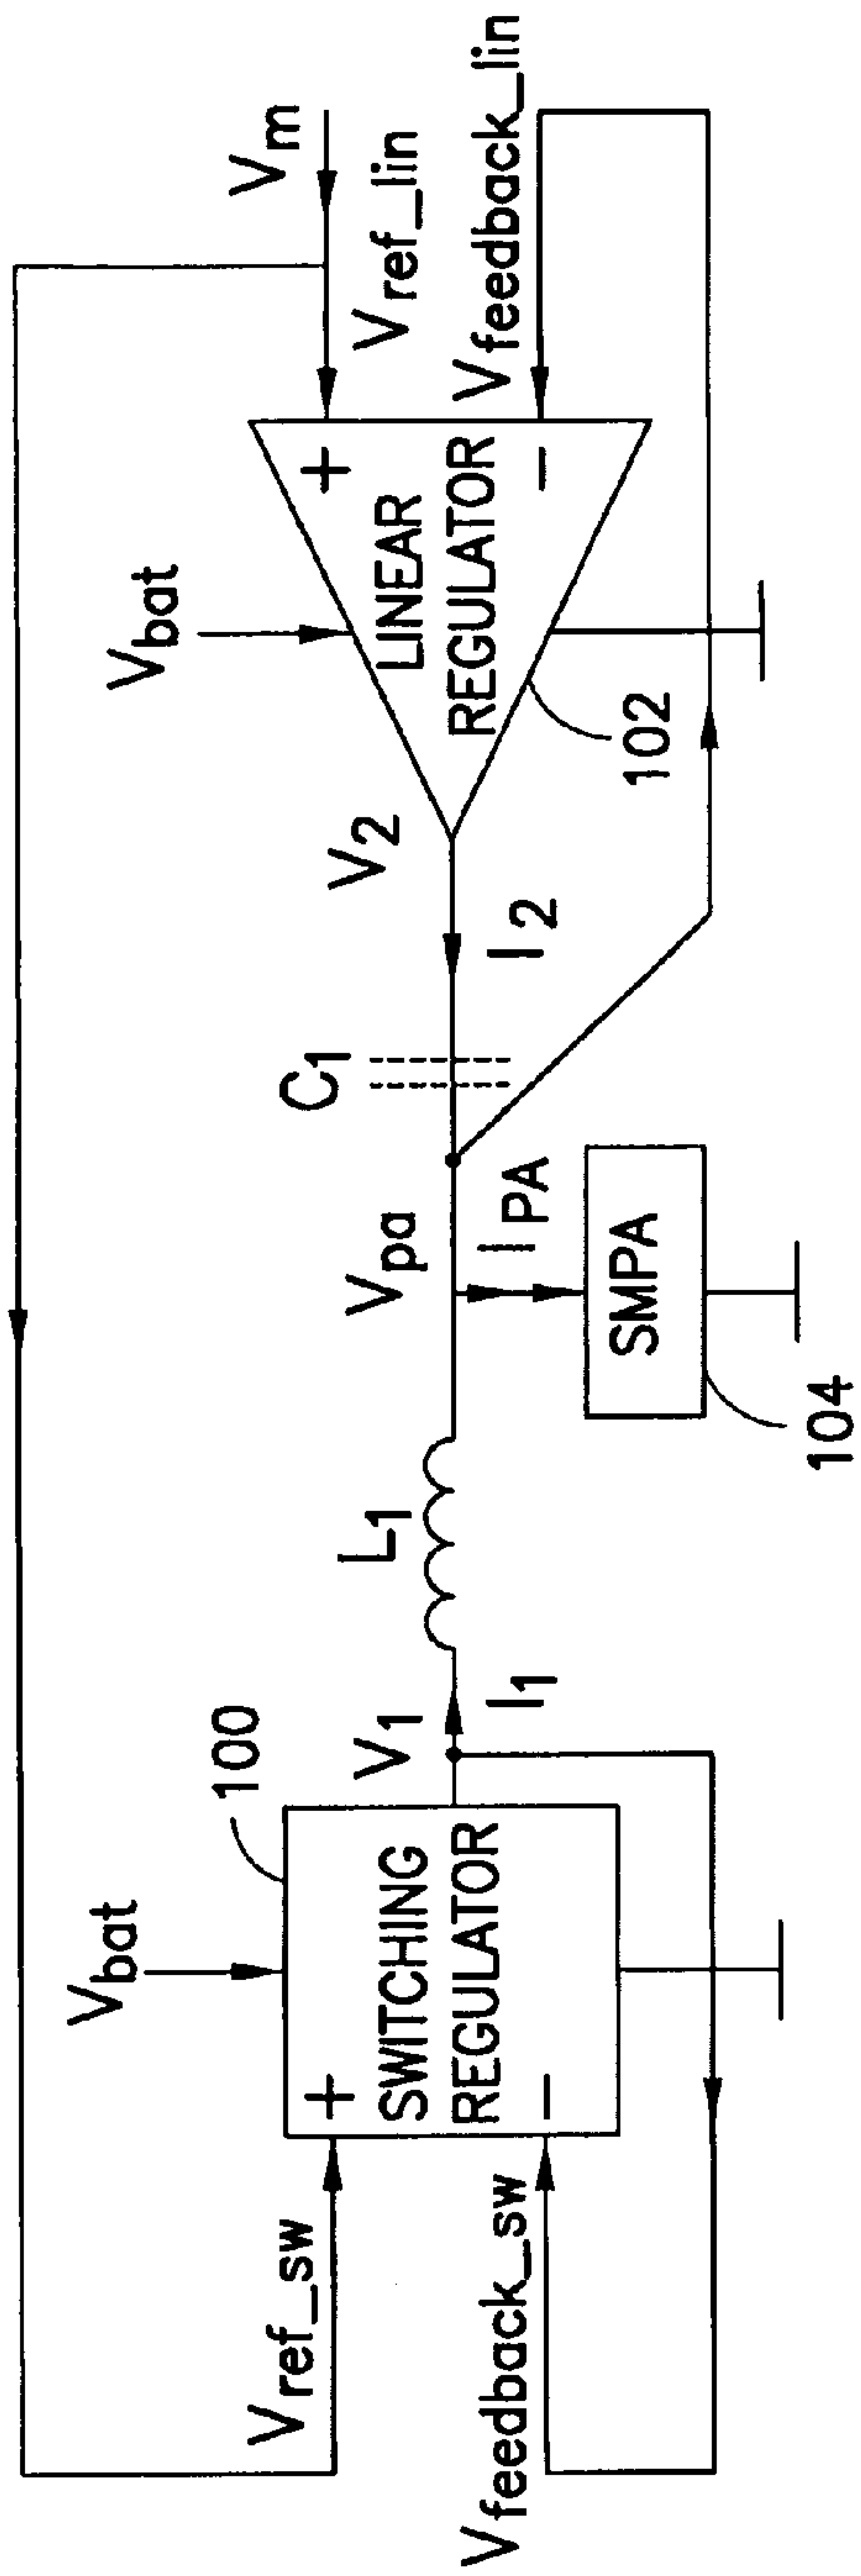 Vref_sw
Vfeedback_sw
Vbat
+
SWITCHING
REGULATOR
−
100
V1
I1
L1
Vpa
IPA
SMPA
104
C1
V2
I2
Vbat
LINEAR
REGULATOR
+
−
102
Vm
Vref_lin
Vfeedback_lin